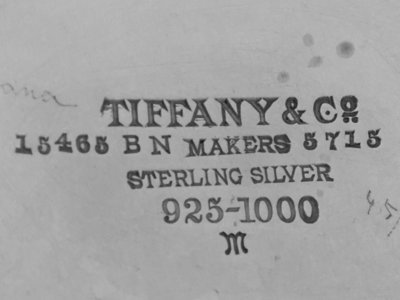 TIFFANY & Co
15465 B N MAKERS 5715
STERLING SILVER
925-1000
M